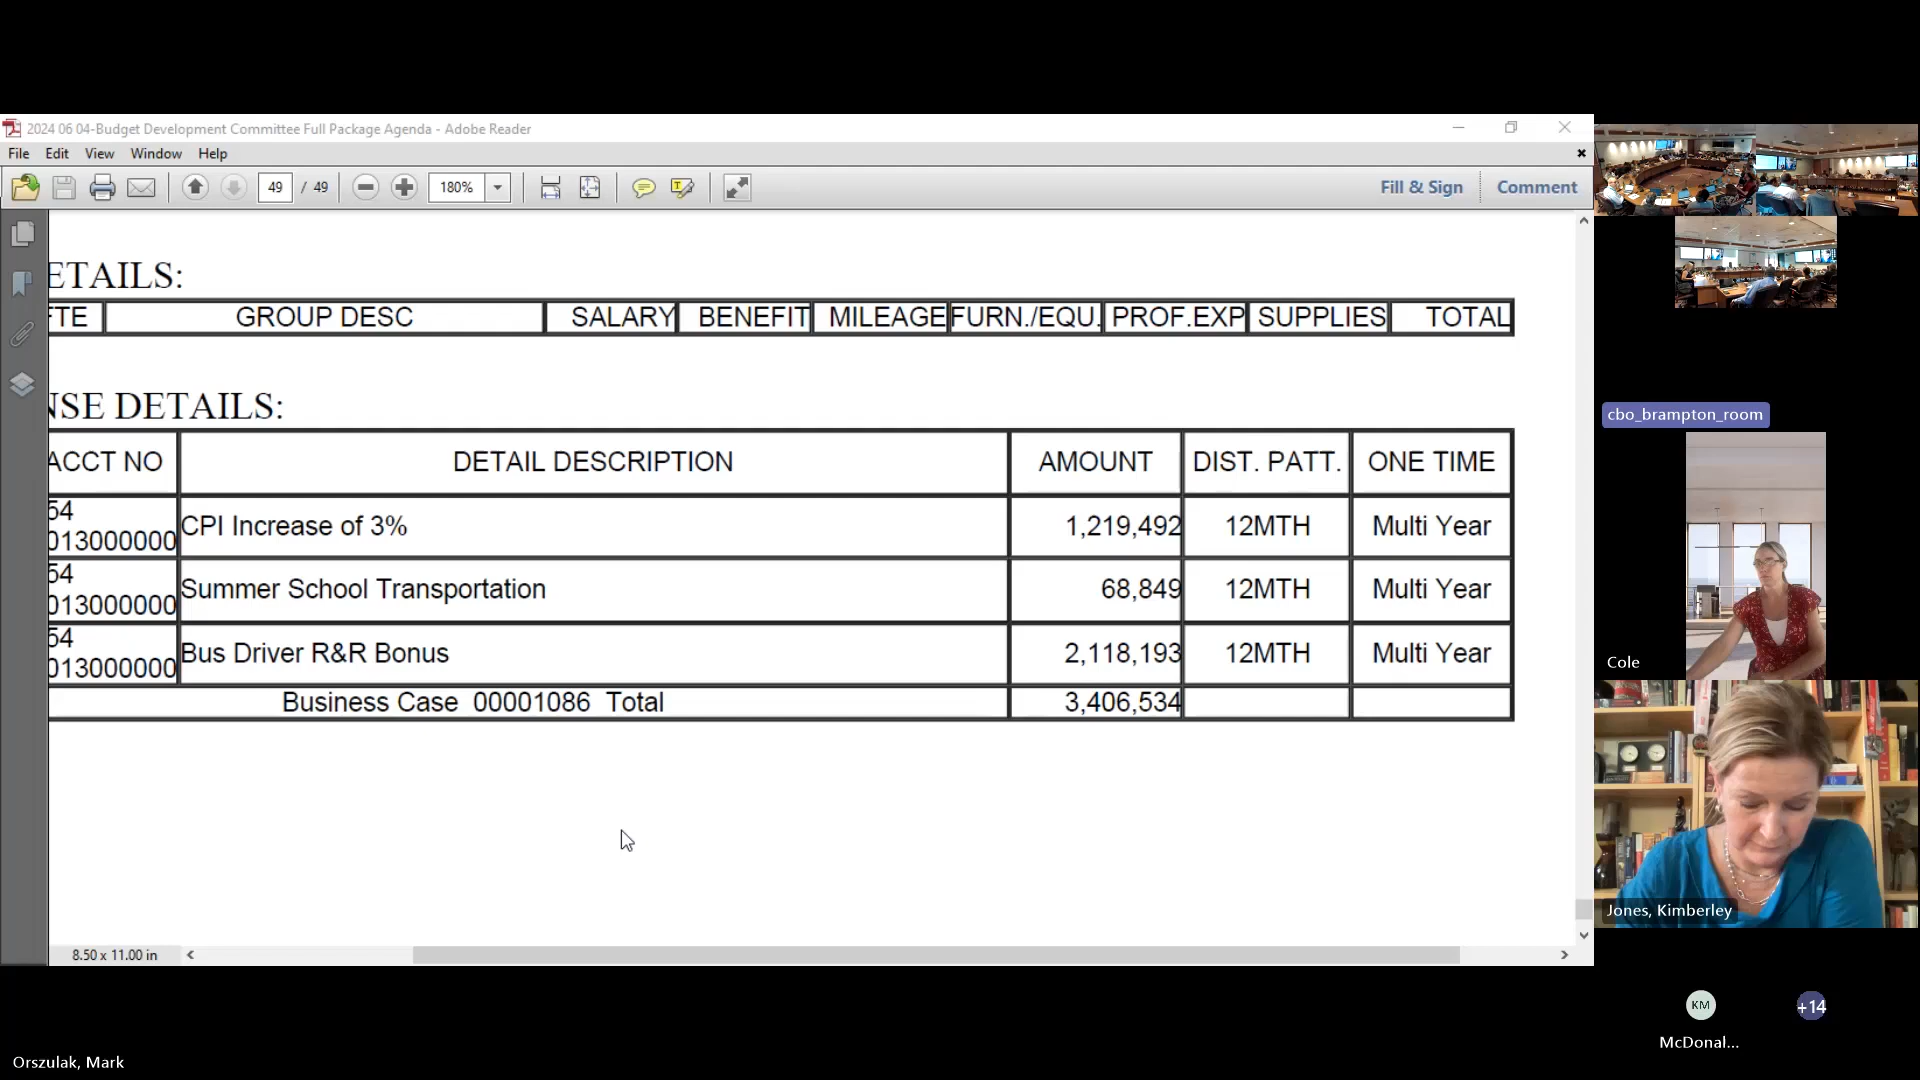 2024 06 04-Budget Development Committee Full Package Agenda - Adobe Reader
File Edit View Window Help
49 / 49 180% Fill & Sign Comment
ETAILS:
FTE GROUP DESC SALARY BENEFIT MILEAGE FURN./EQU. PROF.EXP SUPPLIES TOTAL
NSE DETAILS:
ACCT NO DETAIL DESCRIPTION AMOUNT DIST. PATT. ONE TIME
54
013000000 CPI Increase of 3% 1,219,492 12MTH Multi Year
54
013000000 Summer School Transportation 68,849 12MTH Multi Year
54
013000000 Bus Driver R&R Bonus 2,118,193 12MTH Multi Year
Business Case 00001086 Total 3,406,534
8.50 x 11.00 in
cbo_brampton_room
Cole
Jones, Kimberley
KM
+14
McDonal...
Orszulak, Mark